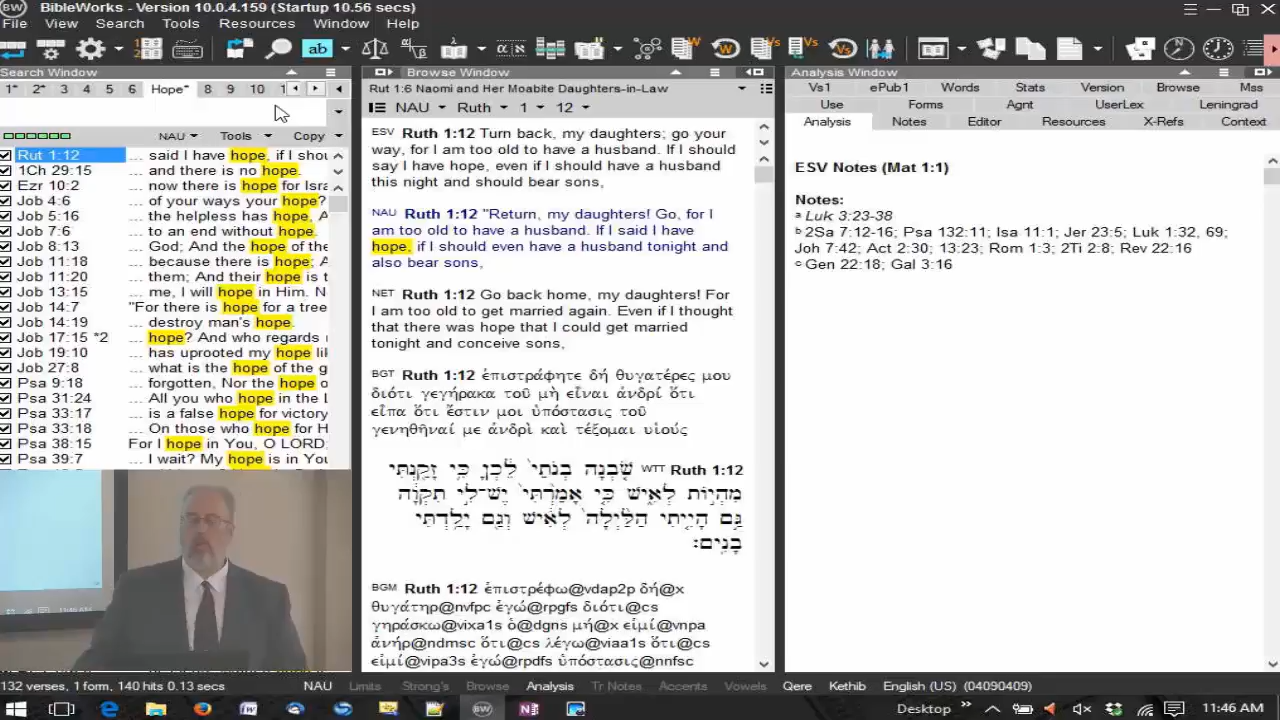 BibleWorks - Version 10.0.4.159 (Startup 10.56 secs)
File View Search Tools Resources Window Help
Search Window
1* 2* 3 4 5 6 Hope* 8 9 10
NAU Tools Copy
Rut 1:12 ... said I have hope, if I shou
1Ch 29:15 ... and there is no hope.
Ezr 10:2 ... now there is hope for Isra
Job 4:6 ... of your ways your hope?
Job 5:16 ... the helpless has hope, A
Job 7:6 ... to an end without hope.
Job 8:13 ... God; And the hope of the
Job 11:18 ... because there is hope; A
Job 11:20 ... them; And their hope is t
Job 13:15 ... me, I will hope in Him. N
Job 14:7 "For there is hope for a tree
Job 14:19 ... destroy man's hope.
Job 17:15 *2 hope? And who regards
Job 19:10 ... has uprooted my hope lik
Job 27:8 ... what is the hope of the g
Psa 9:18 ... forgotten, Nor the hope o
Psa 31:24 ... All you who hope in the L
Psa 33:17 ... is a false hope for victory
Psa 33:18 ... On those who hope for H
Psa 38:15 For I hope in You, O LORD;
Psa 39:7 ... I wait? My hope is in You
Browse Window
Rut 1:6 Naomi and Her Moabite Daughters-in-Law
NAU Ruth 1 12
ESV Ruth 1:12 Turn back, my daughters; go your
way, for I am too old to have a husband. If I should
say I have hope, even if I should have a husband
this night and should bear sons,
NAU Ruth 1:12 "Return, my daughters! Go, for I
am too old to have a husband. If I said I have
hope, if I should even have a husband tonight and
also bear sons,
NET Ruth 1:12 Go back home, my daughters! For
I am too old to get married again. Even if I thought
that there was hope that I could get married
tonight and conceive sons,
BGT Ruth 1:12 ἐπιστράφητε δή θυγατέρες μου
διότι γεγήρακα τοῦ μὴ εἶναι ἀνδρί ὅτι
εἶπα ὅτι ἔστιν μοι ὑπόστασις τοῦ
γενηθῆναί με ἀνδρὶ καὶ τέξομαι υἱούς
WTT Ruth 1:12 שֹׁ֤בְנָה בְנֹתַי֙ לֵ֔כְןָ כִּ֥י זָקַ֖נְתִּי
מִהְי֣וֹת לְאִ֑ישׁ כִּ֤י אָמַ֙רְתִּי֙ יֶשׁ־לִ֣י תִקְוָ֔ה
גַּ֣ם הָיִ֤יתִי הַלַּ֙יְלָה֙ לְאִ֔ישׁ וְגַ֖ם יָלַ֥דְתִּי
בָנִֽים׃
BGM Ruth 1:12 ἐπιστρέφω@vdap2p δή@x
θυγάτηρ@nvfpc ἐγώ@rpgfs διότι@cs
γηράσκω@vixa1s ὁ@dgns μή@x εἰμί@vnpa
ἀνήρ@ndmsc ὅτι@cs λέγω@viaa1s ὅτι@cs
εἰμί@vipa3s ἐγώ@rpdfs ὑπόστασις@nnfsc
Analysis Window
Vs1 ePub1 Words Stats Version Browse Mss
Use Forms Agnt UserLex Leningrad
Analysis Notes Editor Resources X-Refs Context
ESV Notes (Mat 1:1)
Notes:
a Luk 3:23-38
b 2Sa 7:12-16; Psa 132:11; Isa 11:1; Jer 23:5; Luk 1:32, 69;
Joh 7:42; Act 2:30; 13:23; Rom 1:3; 2Ti 2:8; Rev 22:16
c Gen 22:18; Gal 3:16
132 verses, 1 form, 140 hits 0.13 secs NAU Limits Strong's Browse Analysis Tr Notes Accents Vowels Qere Kethib English (US) (04090409)
Desktop 11:46 AM